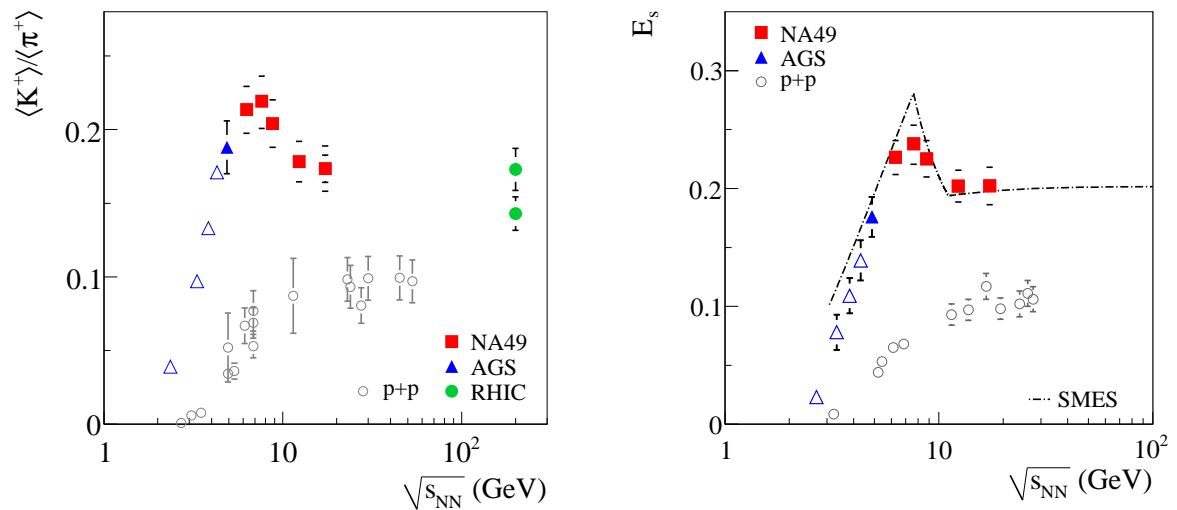 ⟨K⁺⟩/⟨π⁺⟩
0.2
0.1
0
NA49
AGS
p+p
RHIC
1
10
10²
√s_NN (GeV)
E_s
NA49
AGS
p+p
0.3
0.2
0.1
0
SMES
1
10
10²
√s_NN (GeV)